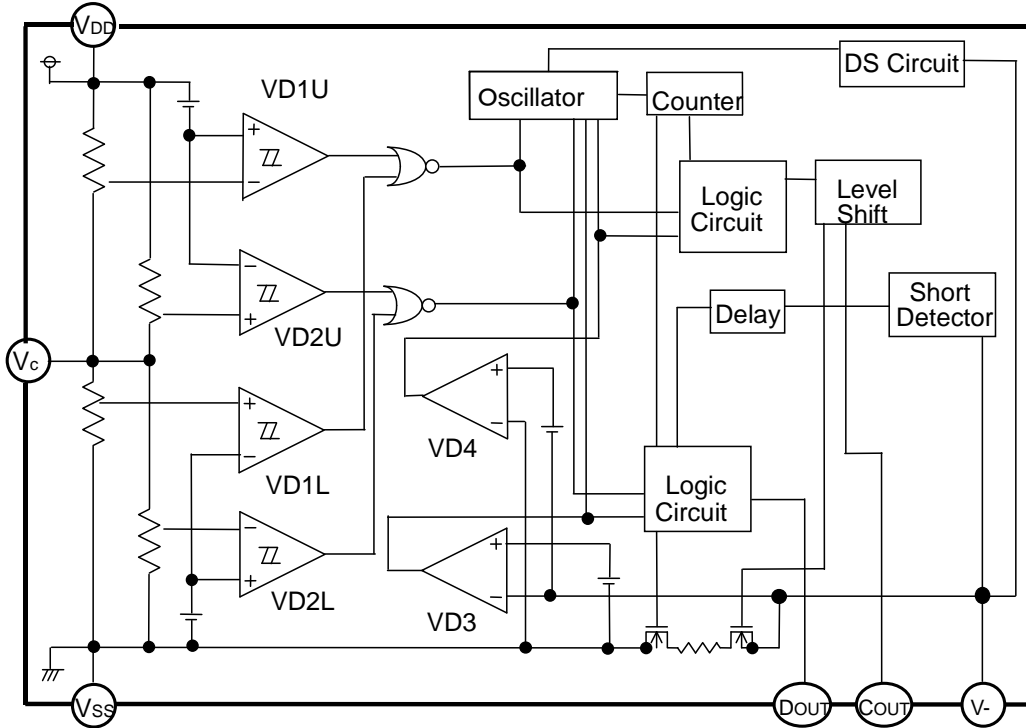 VDD
DS Circuit
VD1U
Oscillator
Counter
+
−
Logic
Circuit
Level
Shift
−
+
VD2U
Delay
Short
Detector
Vc
+
−
VD4
+
−
VD1L
Logic
Circuit
−
+
VD2L
+
−
VD3
VSS
DOUT
COUT
V-